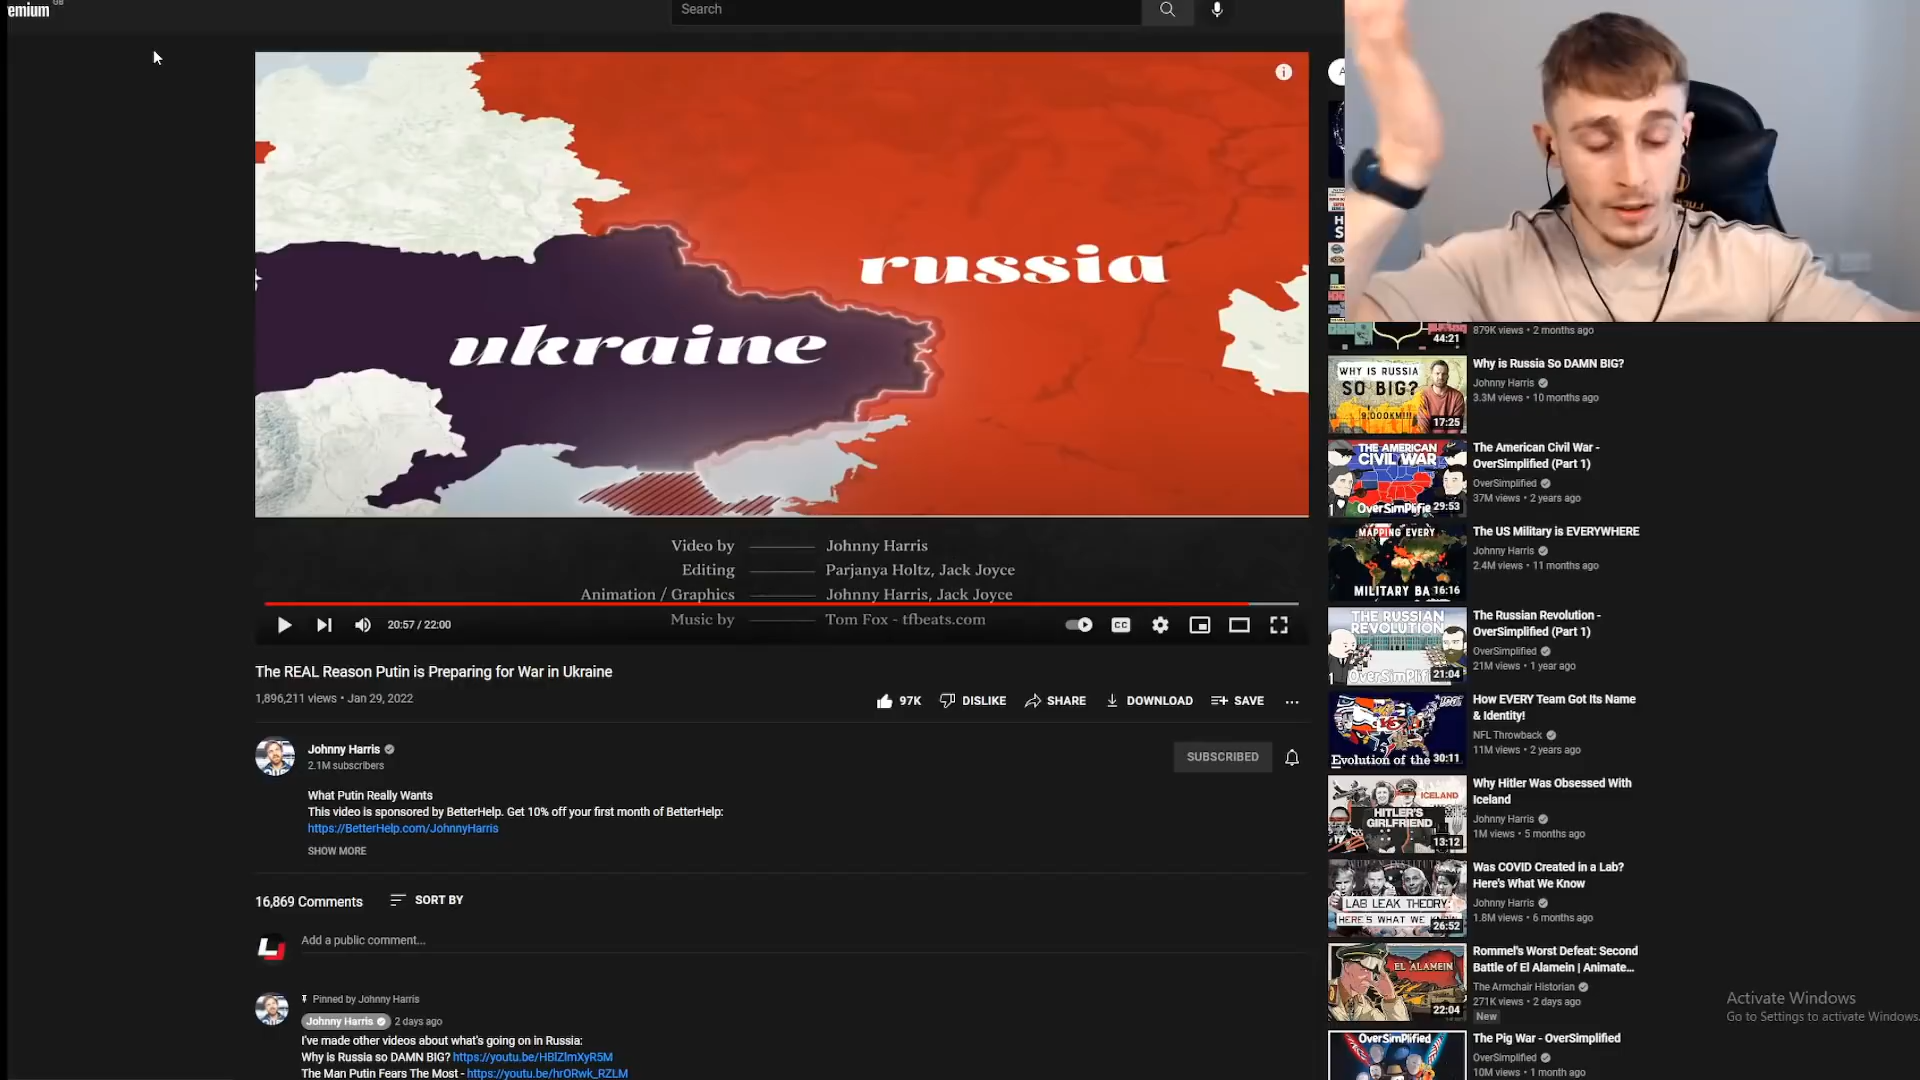 emium GB
Search
russia
ukraine
Video by Johnny Harris
Editing Parjanya Holtz, Jack Joyce
Animation / Graphics Johnny Harris, Jack Joyce
Music by Tom Fox - tfbeats.com
20:57 / 22:00
CC
The REAL Reason Putin is Preparing for War in Ukraine
1,896,211 views • Jan 29, 2022
97K
DISLIKE
SHARE
DOWNLOAD
SAVE
Johnny Harris
2.1M subscribers
SUBSCRIBED
What Putin Really Wants
This video is sponsored by BetterHelp. Get 10% off your first month of BetterHelp:
https://BetterHelp.com/JohnnyHarris
SHOW MORE
16,869 Comments
SORT BY
Add a public comment...
Pinned by Johnny Harris
Johnny Harris 2 days ago
I've made other videos about what's going on in Russia:
Why is Russia so DAMN BIG? https://youtu.be/HBlZlmXyR5M
The Man Putin Fears The Most - https://youtu.be/hrORwk_RZLM
44:21
879K views • 2 months ago
WHY IS RUSSIA
SO BIG?
9,000KM!!!
17:25
Why is Russia So DAMN BIG?
Johnny Harris
3.3M views • 10 months ago
THE AMERICAN
CIVIL WAR
1 OverSimplifie
29:53
The American Civil War -
OverSimplified (Part 1)
OverSimplified
37M views • 2 years ago
MAPPING EVERY
MILITARY BA
16:16
The US Military is EVERYWHERE
Johnny Harris
2.4M views • 11 months ago
THE RUSSIAN
REVOLUTION
1 OverSimplifi
21:04
The Russian Revolution -
OverSimplified (Part 1)
OverSimplified
21M views • 1 year ago
Evolution of the
30:11
How EVERY Team Got Its Name
& Identity!
NFL Throwback
11M views • 2 years ago
ICELAND
HITLER'S
GIRLFRIEND
13:12
Why Hitler Was Obsessed With
Iceland
Johnny Harris
1M views • 5 months ago
LAB LEAK THEORY:
HERE'S WHAT WE
26:52
Was COVID Created in a Lab?
Here's What We Know
Johnny Harris
1.8M views • 6 months ago
EL ALAMEIN
22:04
Rommel's Worst Defeat: Second
Battle of El Alamein | Animate...
The Armchair Historian
271K views • 2 days ago
New
OverSimplified
The Pig War - OverSimplified
OverSimplified
10M views • 1 month ago
Activate Windows
Go to Settings to activate Windows.